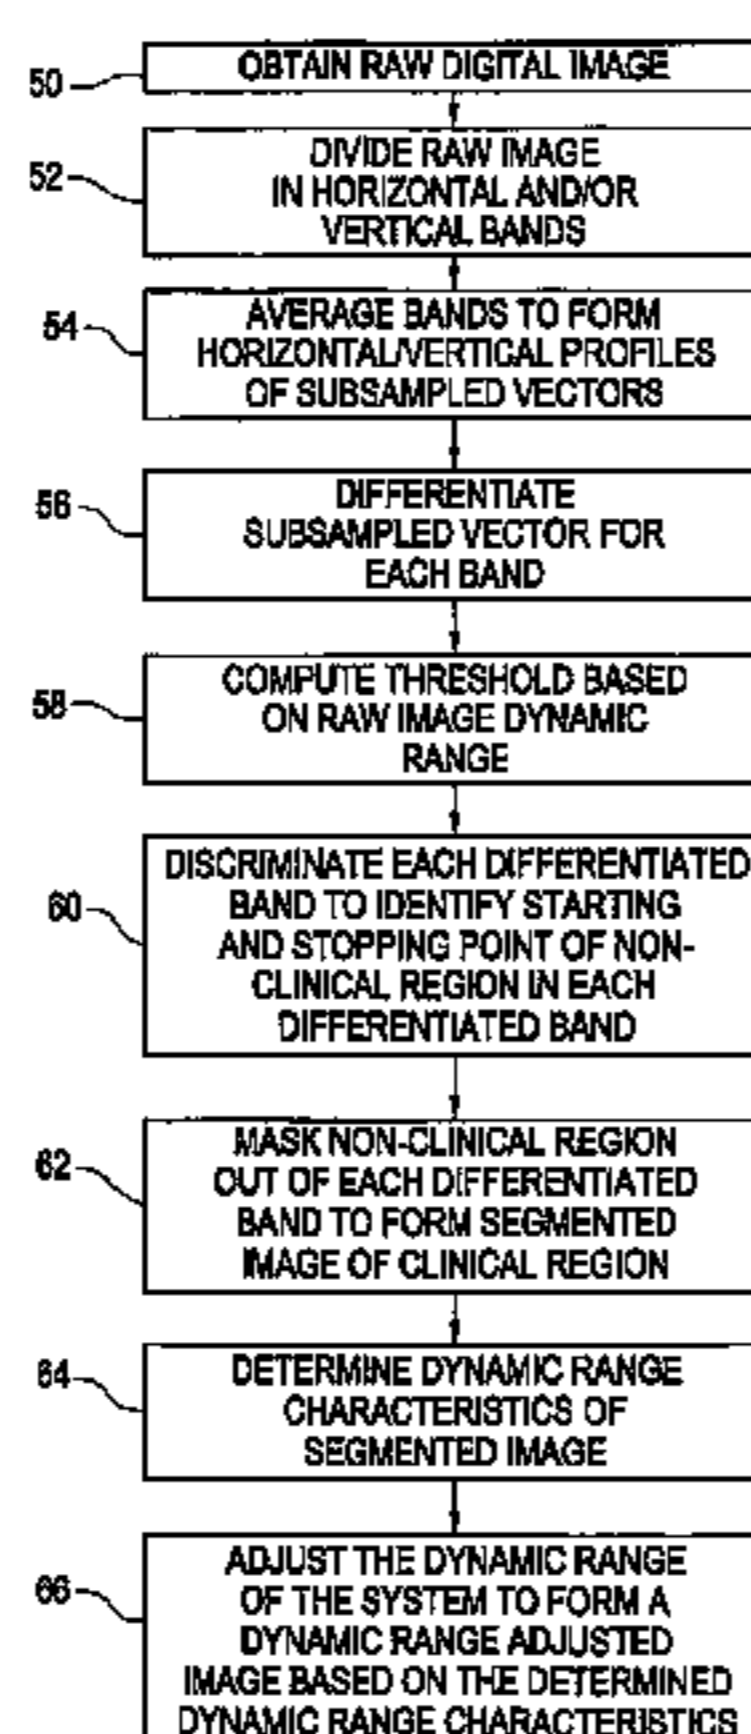 50
OBTAIN RAW DIGITAL IMAGE
52
DIVIDE RAW IMAGE
IN HORIZONTAL AND/OR
VERTICAL BANDS
54
AVERAGE BANDS TO FORM
HORIZONTAL/VERTICAL PROFILES
OF SUBSAMPLED VECTORS
56
DIFFERENTIATE
SUBSAMPLED VECTOR FOR
EACH BAND
58
COMPUTE THRESHOLD BASED
ON RAW IMAGE DYNAMIC
RANGE
60
DISCRIMINATE EACH DIFFERENTIATED
BAND TO IDENTIFY STARTING
AND STOPPING POINT OF NON-
CLINICAL REGION IN EACH
DIFFERENTIATED BAND
62
MASK NON-CLINICAL REGION
OUT OF EACH DIFFERENTIATED
BAND TO FORM SEGMENTED
IMAGE OF CLINICAL REGION
64
DETERMINE DYNAMIC RANGE
CHARACTERISTICS OF
SEGMENTED IMAGE
66
ADJUST THE DYNAMIC RANGE
OF THE SYSTEM TO FORM A
DYNAMIC RANGE ADJUSTED
IMAGE BASED ON THE DETERMINED
DYNAMIC RANGE CHARACTERISTICS